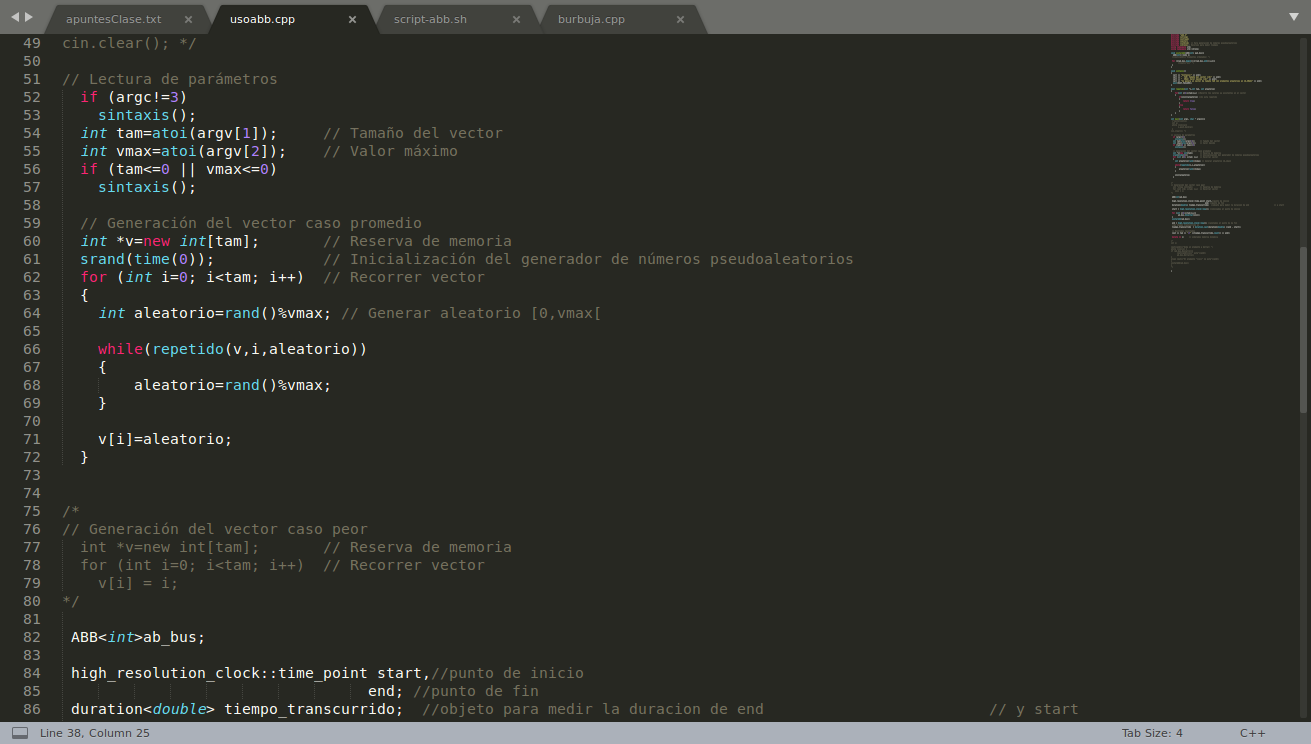 apuntesClase.txt × usoabb.cpp × script-abb.sh × burbuja.cpp ×
49 cin.clear(); */
50
51 // Lectura de parámetros
52 if (argc!=3)
53 sintaxis();
54 int tam=atoi(argv[1]); // Tamaño del vector
55 int vmax=atoi(argv[2]); // Valor máximo
56 if (tam<=0 || vmax<=0)
57 sintaxis();
58
59 // Generación del vector caso promedio
60 int *v=new int[tam]; // Reserva de memoria
61 srand(time(0)); // Inicialización del generador de números pseudoaleatorios
62 for (int i=0; i<tam; i++) // Recorrer vector
63 {
64 int aleatorio=rand()%vmax; // Generar aleatorio [0,vmax[
65
66 while(repetido(v,i,aleatorio))
67 {
68 aleatorio=rand()%vmax;
69 }
70
71 v[i]=aleatorio;
72 }
73
74
75 /*
76 // Generación del vector caso peor
77 int *v=new int[tam]; // Reserva de memoria
78 for (int i=0; i<tam; i++) // Recorrer vector
79 v[i] = i;
80 */
81
82 ABB<int>ab_bus;
83
84 high_resolution_clock::time_point start,//punto de inicio
85 end; //punto de fin
86 duration<double> tiempo_transcurrido; //objeto para medir la duracion de end // y start
Line 38, Column 25 Tab Size: 4 C++